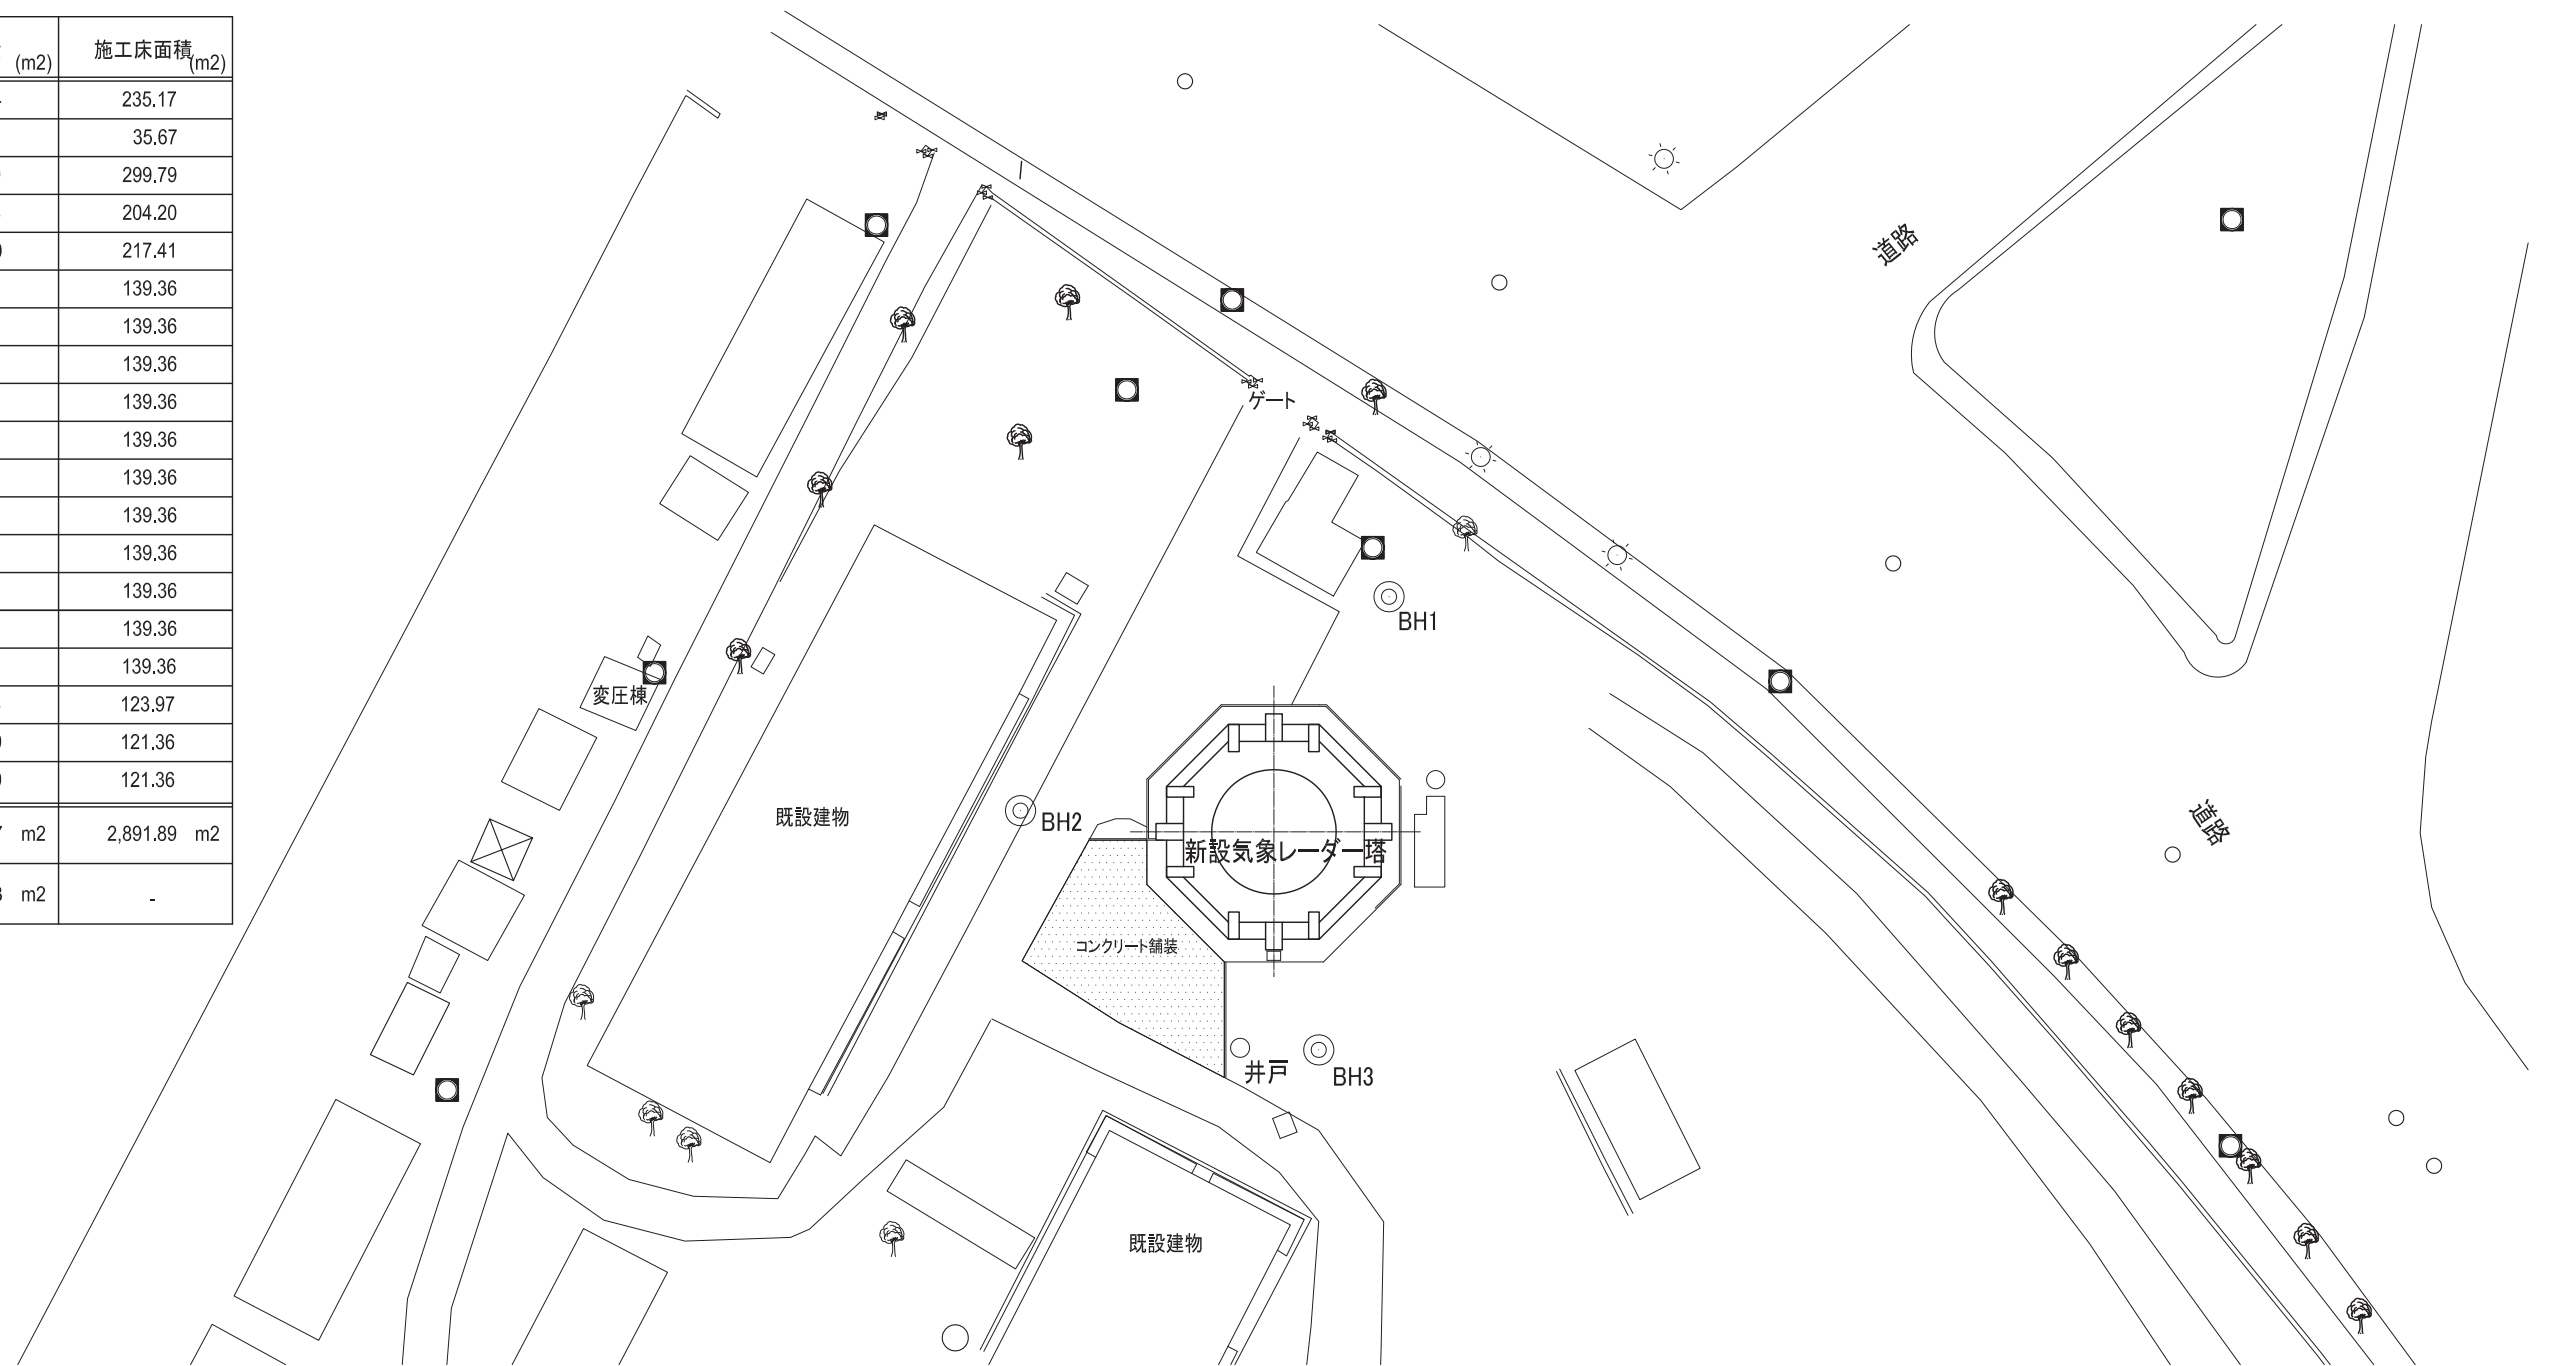 (m2) 施工床面積 (m2)
235.17
35.67
299.79
204.20
217.41
139.36
139.36
139.36
139.36
139.36
139.36
139.36
139.36
139.36
139.36
139.36
123.97
121.36
121.36
m2 2,891.89 m2
m2 -
道路
ゲート
BH1
変圧棟
既設建物
BH2
新設気象レーダー塔
道路
コンクリート舗装
井戸
BH3
既設建物